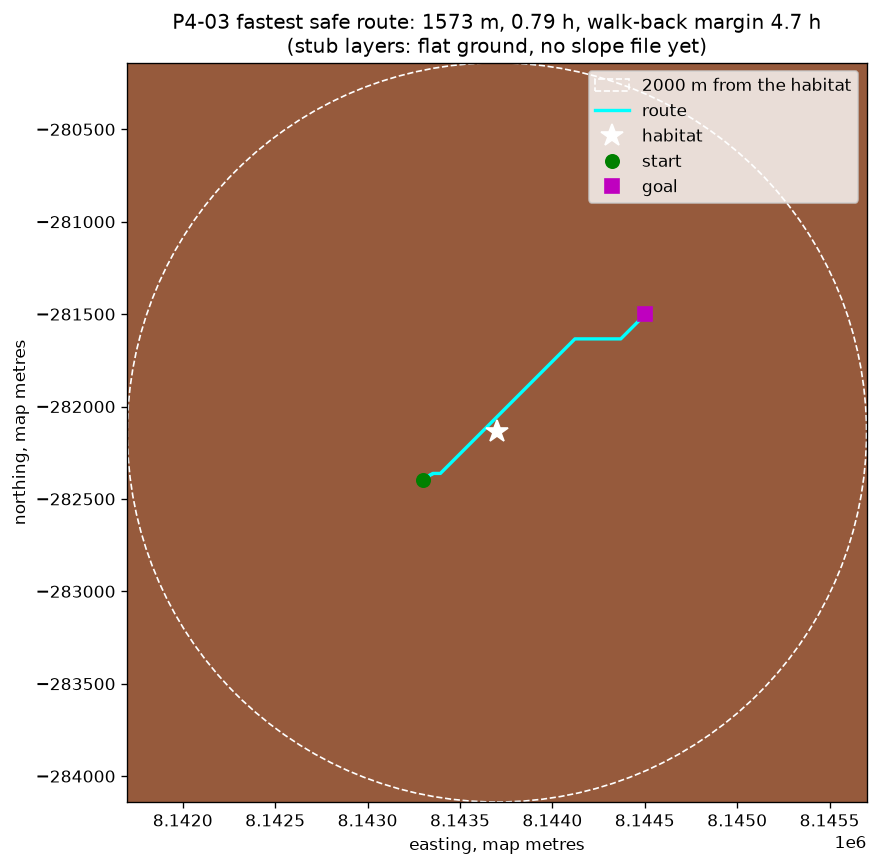 P4-03 fastest safe route: 1573 m, 0.79 h, walk-back margin 4.7 h
(stub layers: flat ground, no slope file yet)
2000 m from the habitat
route
habitat
start
goal
−280500
−281000
−281500
−282000
−282500
−283000
−283500
−284000
northing, map metres
8.1420
8.1425
8.1430
8.1435
8.1440
8.1445
8.1450
8.1455
1e6
easting, map metres